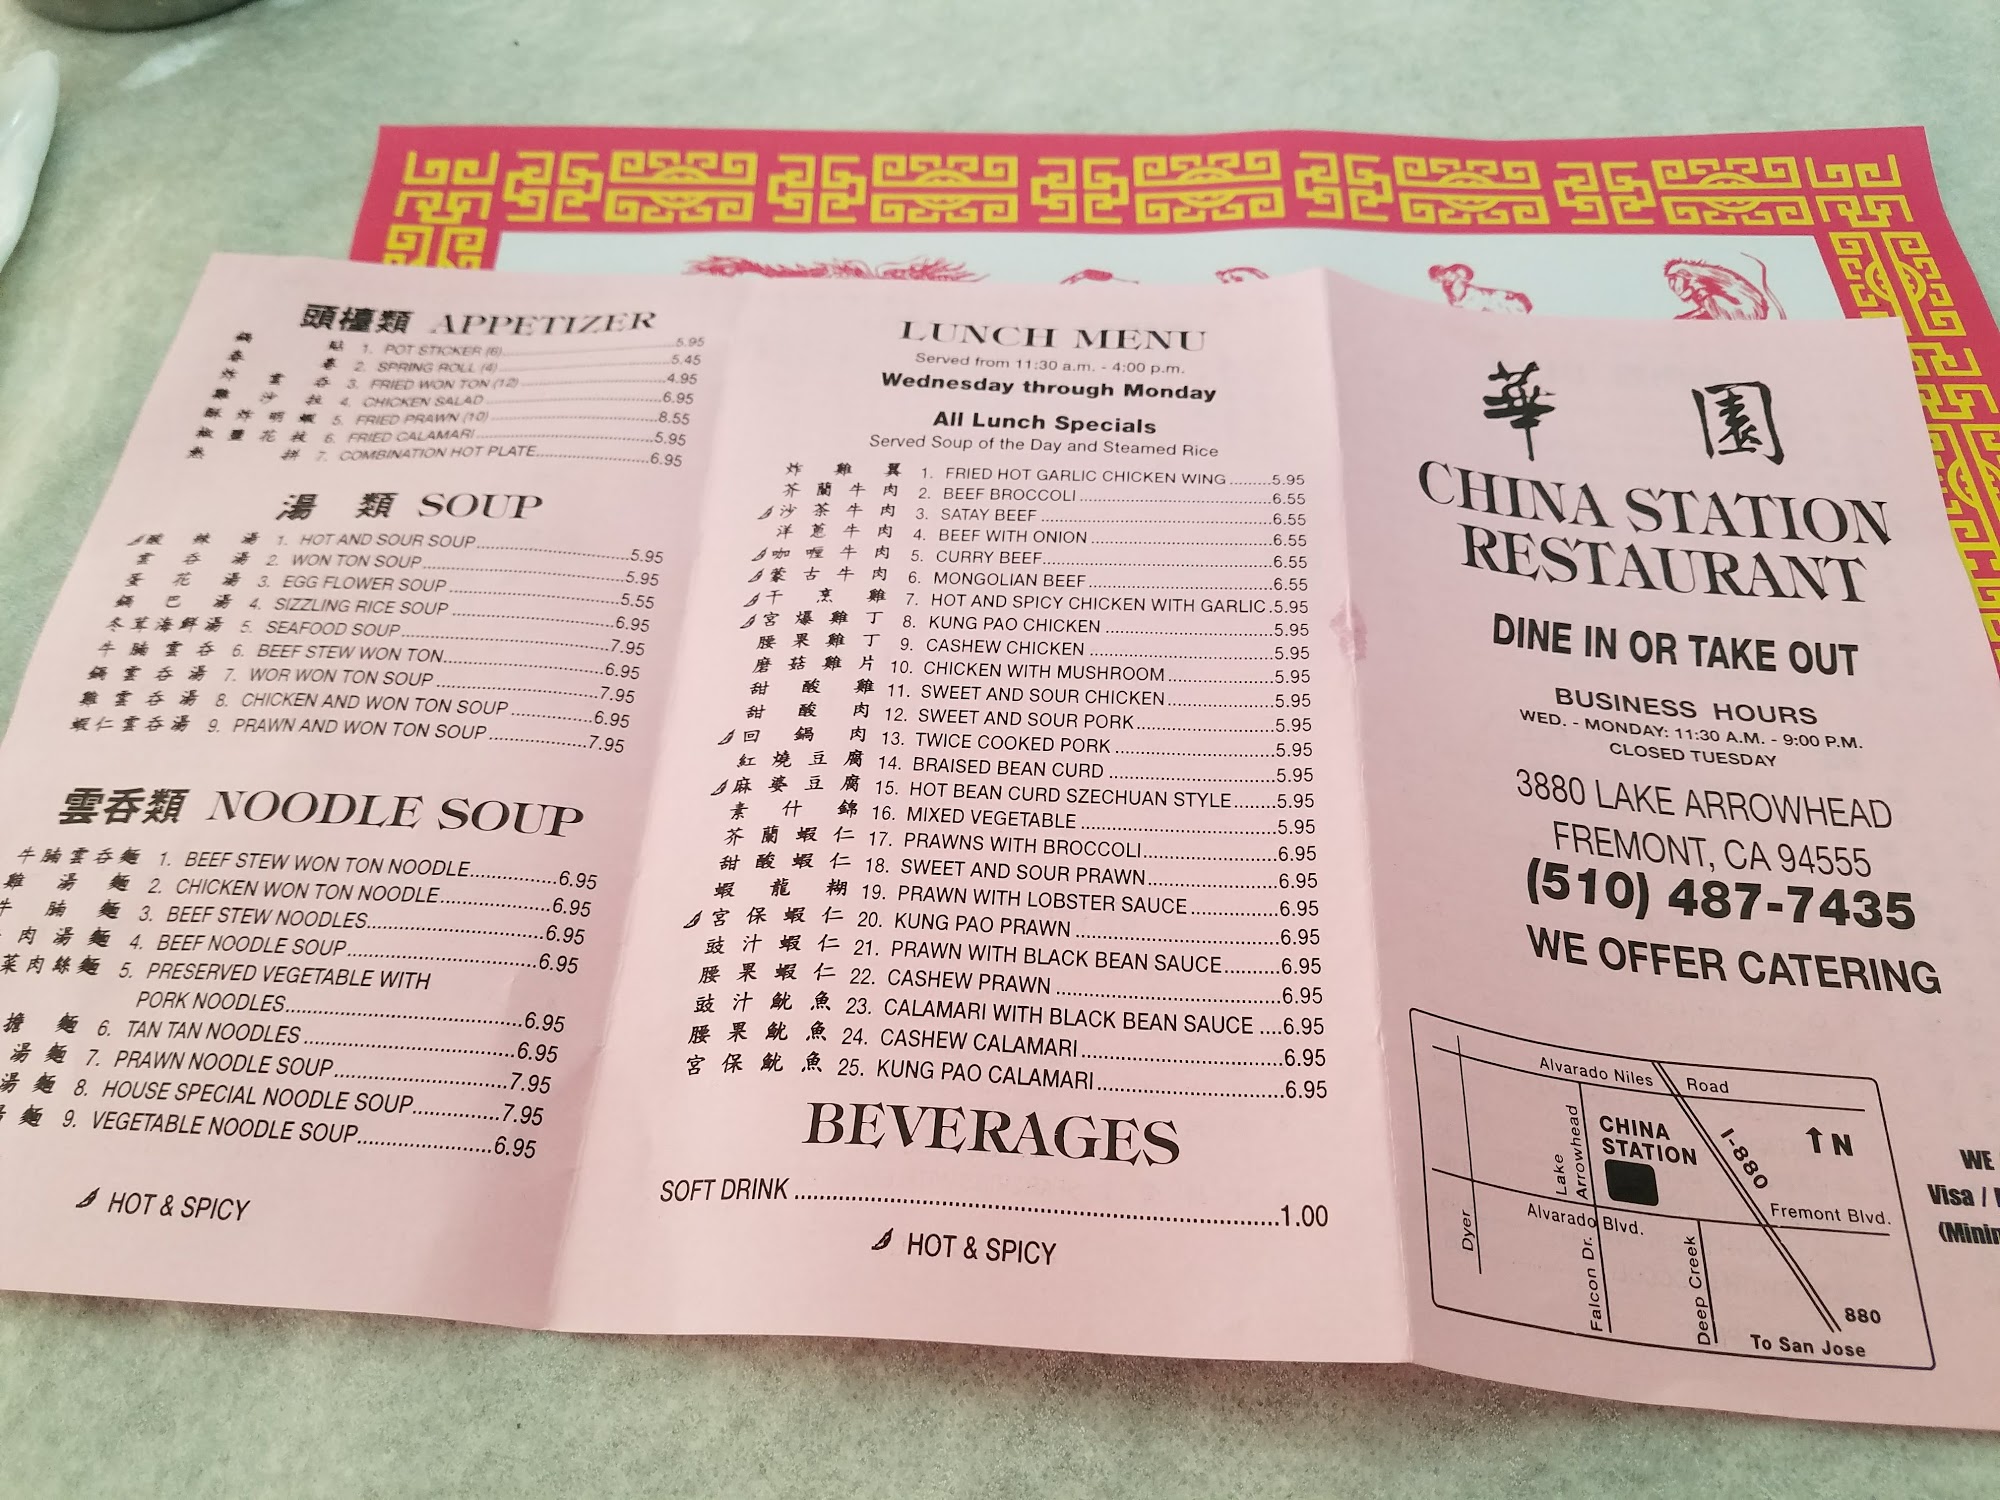 頭檯類 APPETIZER
鍋 貼 1. POT STICKER (6) 5.95
春 卷 2. SPRING ROLL (4) 5.45
炸 雲 吞 3. FRIED WON TON (12) 4.95
雞 沙 拉 4. CHICKEN SALAD 6.95
酥 炸 明 蝦 5. FRIED PRAWN (10) 8.55
椒 鹽 花 枝 6. FRIED CALAMARI 5.95
熱 拼 7. COMBINATION HOT PLATE 6.95
湯 類 SOUP
酸 辣 湯 1. HOT AND SOUR SOUP 5.95
雲 吞 湯 2. WON TON SOUP 5.95
蛋 花 湯 3. EGG FLOWER SOUP 5.55
鍋 巴 湯 4. SIZZLING RICE SOUP 6.95
冬茸海鮮湯 5. SEAFOOD SOUP 7.95
牛腩雲吞 6. BEEF STEW WON TON 6.95
鍋雲吞湯 7. WOR WON TON SOUP 7.95
雞雲吞湯 8. CHICKEN AND WON TON SOUP 6.95
蝦仁雲吞湯 9. PRAWN AND WON TON SOUP 7.95
雲吞類 NOODLE SOUP
牛腩雲吞麵 1. BEEF STEW WON TON NOODLE 6.95
雞 湯 麵 2. CHICKEN WON TON NOODLE 6.95
牛 腩 麵 3. BEEF STEW NOODLES 6.95
肉 湯 麵 4. BEEF NOODLE SOUP 6.95
菜肉絲麵 5. PRESERVED VEGETABLE WITH
PORK NOODLES 6.95
擔 麵 6. TAN TAN NOODLES 6.95
湯 麵 7. PRAWN NOODLE SOUP 7.95
湯 麵 8. HOUSE SPECIAL NOODLE SOUP 7.95
麵 9. VEGETABLE NOODLE SOUP 6.95
HOT & SPICY
LUNCH MENU
Served from 11:30 a.m. - 4:00 p.m.
Wednesday through Monday
All Lunch Specials
Served Soup of the Day and Steamed Rice
炸 雞 翼 1. FRIED HOT GARLIC CHICKEN WING 5.95
芥 蘭 牛 肉 2. BEEF BROCCOLI 6.55
沙 茶 牛 肉 3. SATAY BEEF 6.55
洋 蔥 牛 肉 4. BEEF WITH ONION 6.55
咖 喱 牛 肉 5. CURRY BEEF 6.55
蒙 古 牛 肉 6. MONGOLIAN BEEF 6.55
干 烹 雞 7. HOT AND SPICY CHICKEN WITH GARLIC 5.95
宮 爆 雞 丁 8. KUNG PAO CHICKEN 5.95
腰 果 雞 丁 9. CASHEW CHICKEN 5.95
磨 菇 雞 片 10. CHICKEN WITH MUSHROOM 5.95
甜 酸 雞 11. SWEET AND SOUR CHICKEN 5.95
甜 酸 肉 12. SWEET AND SOUR PORK 5.95
回 鍋 肉 13. TWICE COOKED PORK 5.95
紅 燒 豆 腐 14. BRAISED BEAN CURD 5.95
麻 婆 豆 腐 15. HOT BEAN CURD SZECHUAN STYLE 5.95
素 什 錦 16. MIXED VEGETABLE 5.95
芥 蘭 蝦 仁 17. PRAWNS WITH BROCCOLI 6.95
甜 酸 蝦 仁 18. SWEET AND SOUR PRAWN 6.95
蝦 龍 糊 19. PRAWN WITH LOBSTER SAUCE 6.95
宮 保 蝦 仁 20. KUNG PAO PRAWN 6.95
豉 汁 蝦 仁 21. PRAWN WITH BLACK BEAN SAUCE 6.95
腰 果 蝦 仁 22. CASHEW PRAWN 6.95
豉 汁 魷 魚 23. CALAMARI WITH BLACK BEAN SAUCE 6.95
腰 果 魷 魚 24. CASHEW CALAMARI 6.95
宮 保 魷 魚 25. KUNG PAO CALAMARI 6.95
BEVERAGES
SOFT DRINK 1.00
HOT & SPICY
華 園
CHINA STATION
RESTAURANT
DINE IN OR TAKE OUT
BUSINESS HOURS
WED. - MONDAY: 11:30 A.M. - 9:00 P.M.
CLOSED TUESDAY
3880 LAKE ARROWHEAD
FREMONT, CA 94555
(510) 487-7435
WE OFFER CATERING
Alvarado Niles Road
Lake Arrowhead
CHINA
STATION
I-880
↑ N
Dyer
Alvarado Blvd.
Fremont Blvd.
Falcon Dr.
Deep Creek
880
To San Jose
WE
Visa /
(Minim